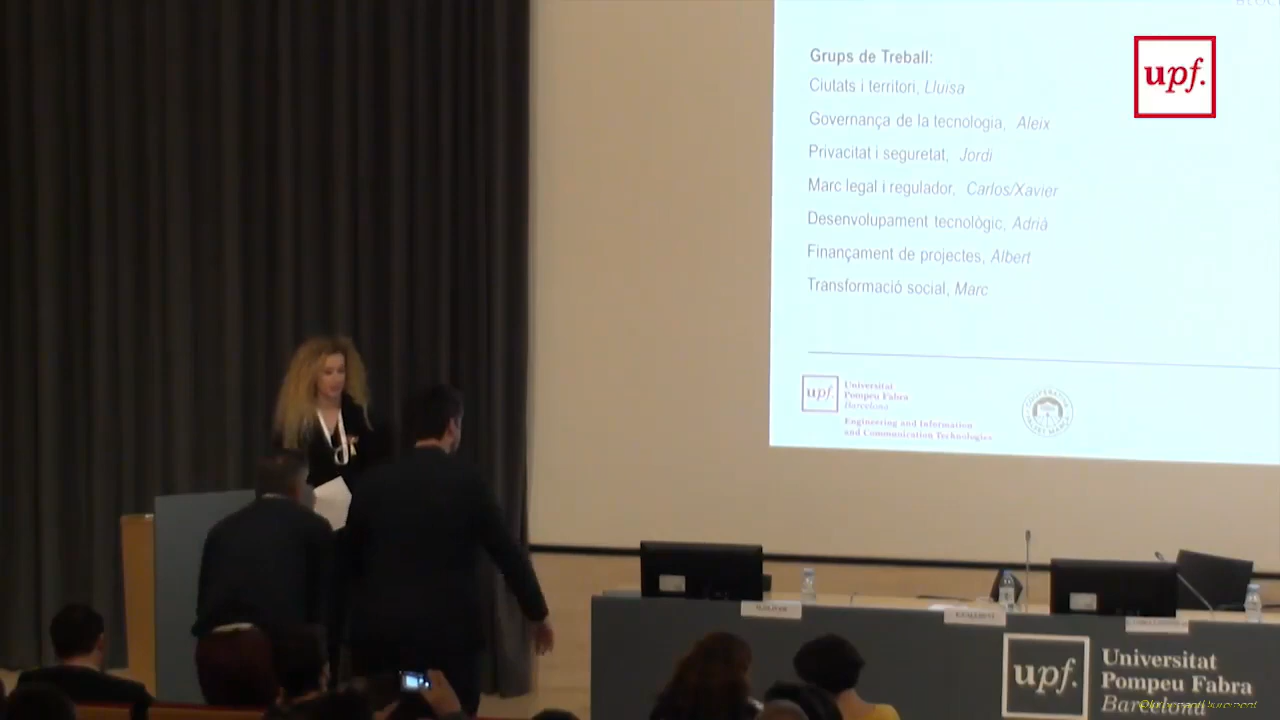 Grups de Treball:
Ciutats i territori, Lluïsa
Governança de la tecnologia, Aleix
Privacitat i seguretat, Jordi
Marc legal i regulador, Carlos/Xavier
Desenvolupament tecnològic, Adrià
Finançament de projectes, Albert
Transformació social, Marc
upf.
upf.
Universitat
Pompeu Fabra
Barcelona
Engineering and Information
and Communication Technologies
upf.
Universitat
Pompeu Fabra
Barcelona